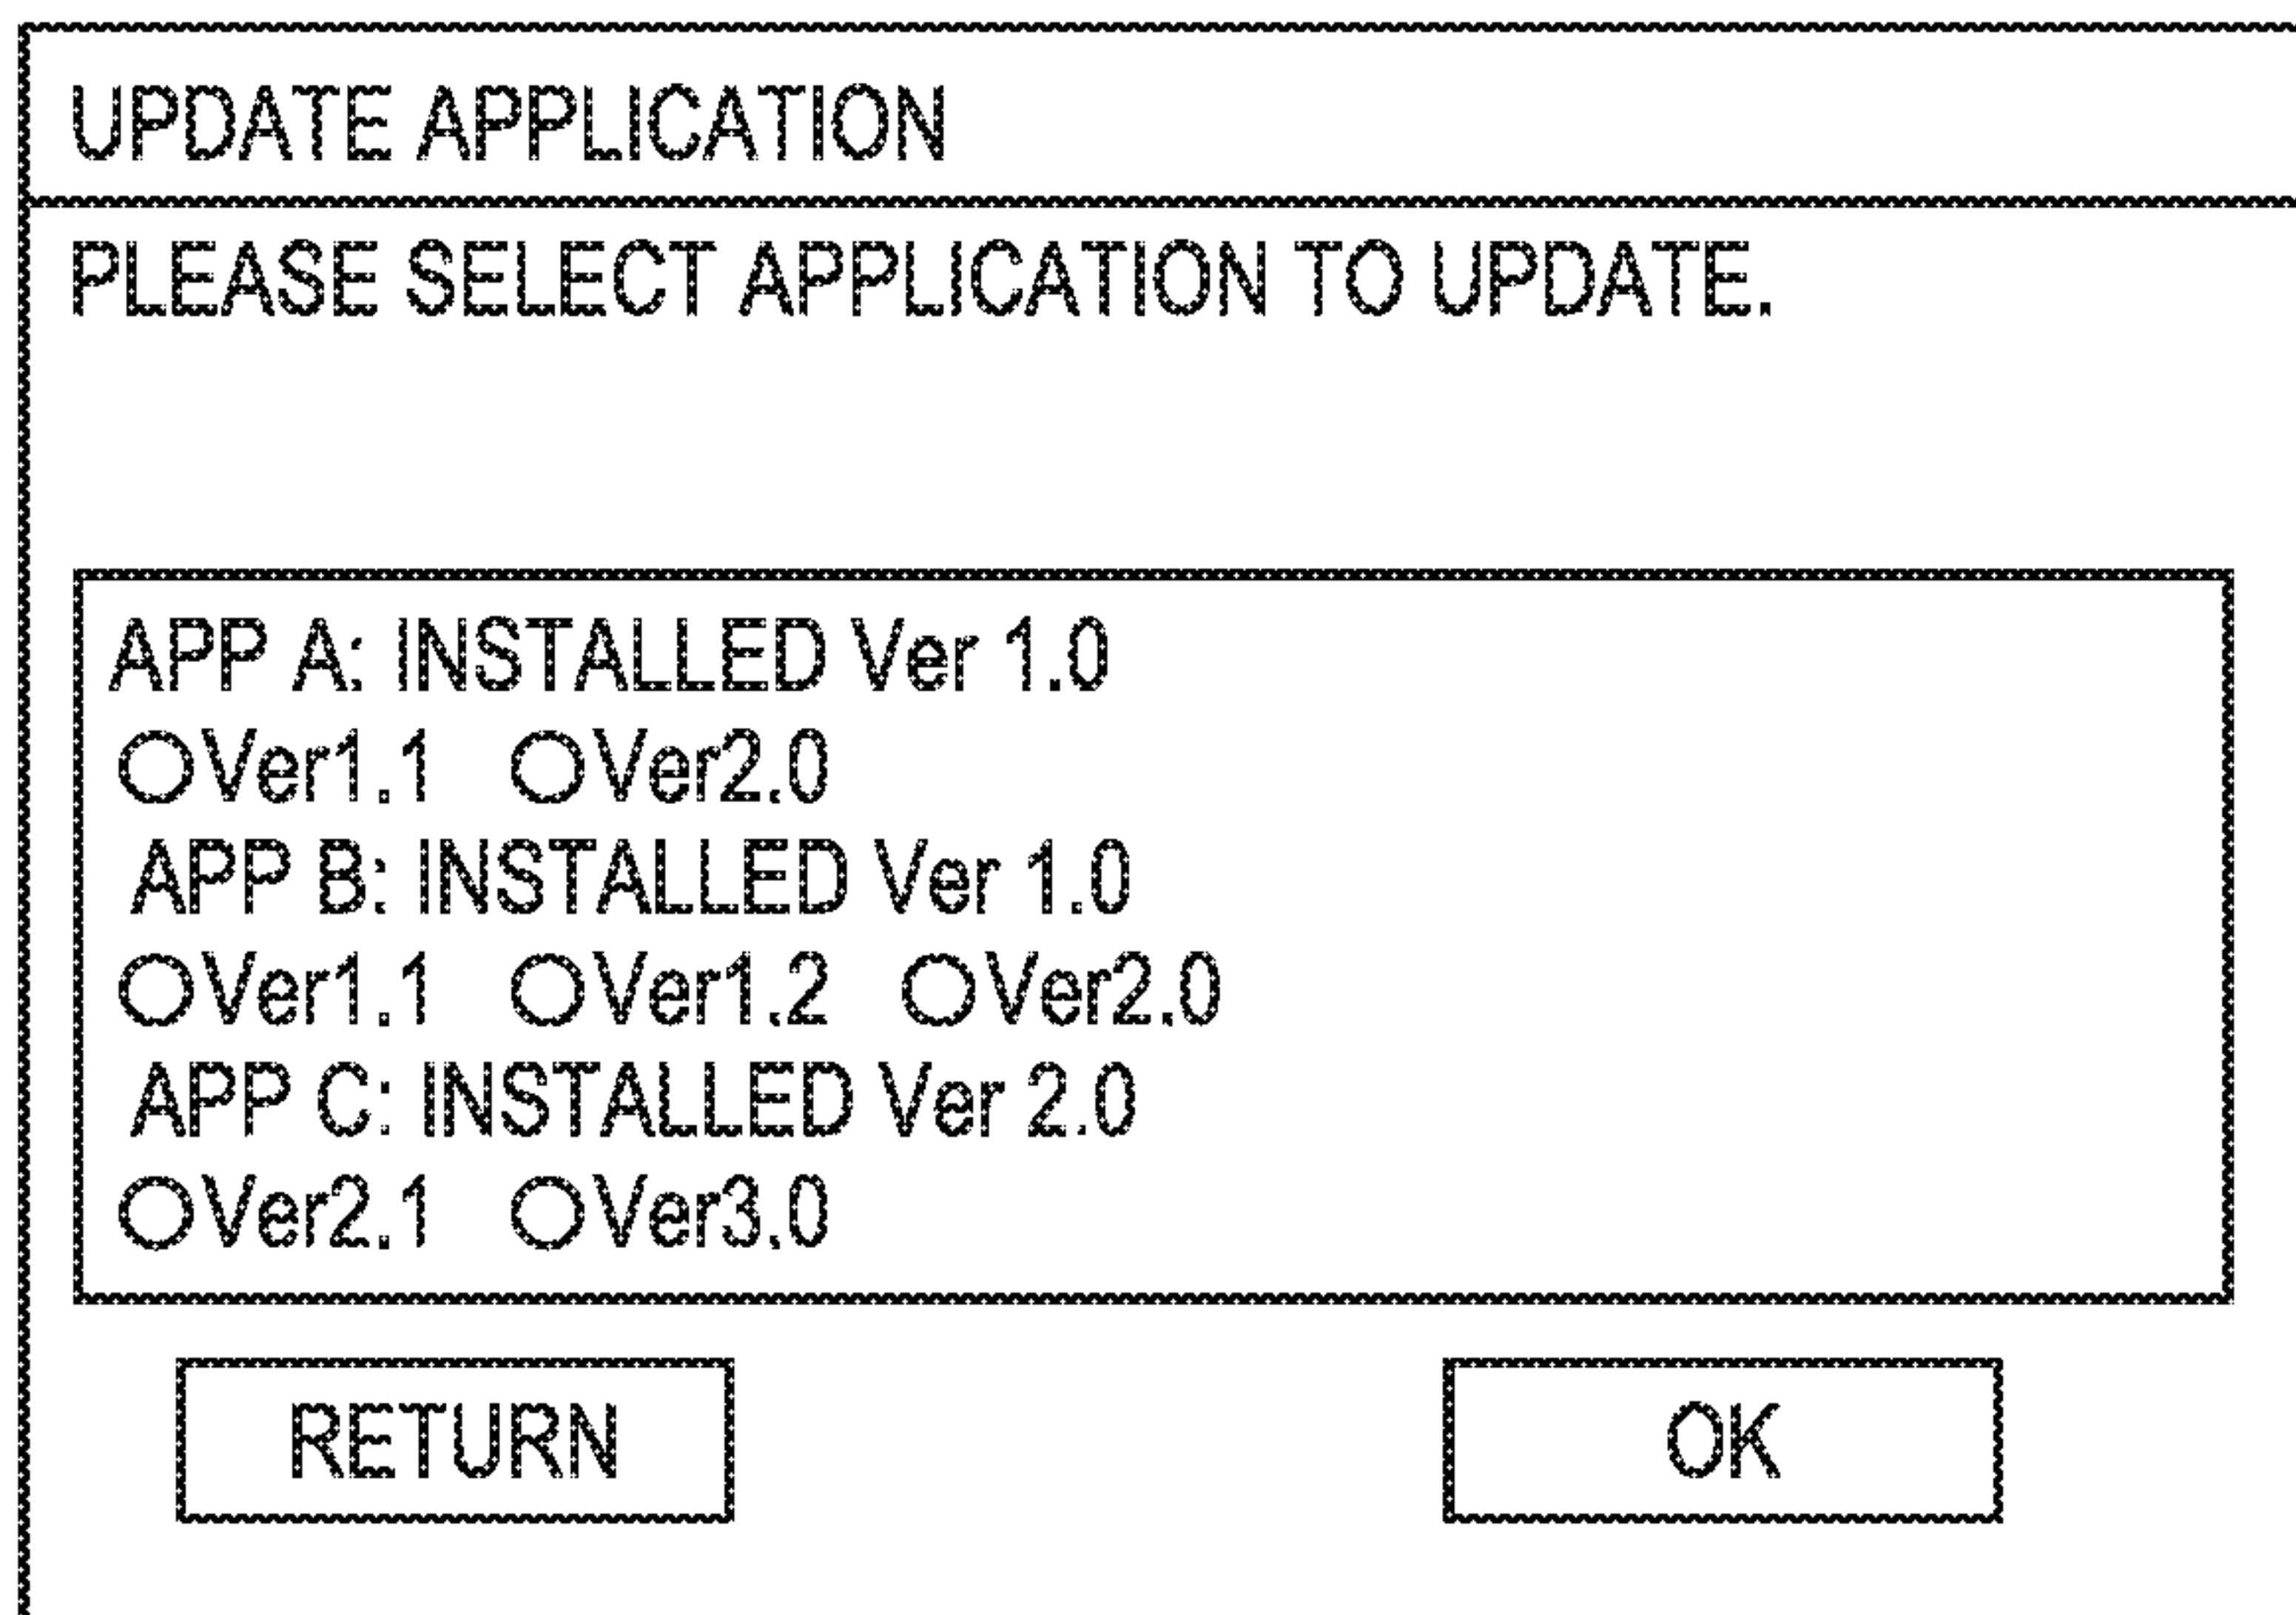 UPDATE APPLICATION
PLEASE SELECT APPLICATION TO UPDATE.
APP A: INSTALLED Ver 1.0
○Ver1.1 ○Ver2.0
APP B: INSTALLED Ver 1.0
○Ver1.1 ○Ver1.2 ○Ver2.0
APP C: INSTALLED Ver 2.0
○Ver2.1 ○Ver3.0
RETURN OK